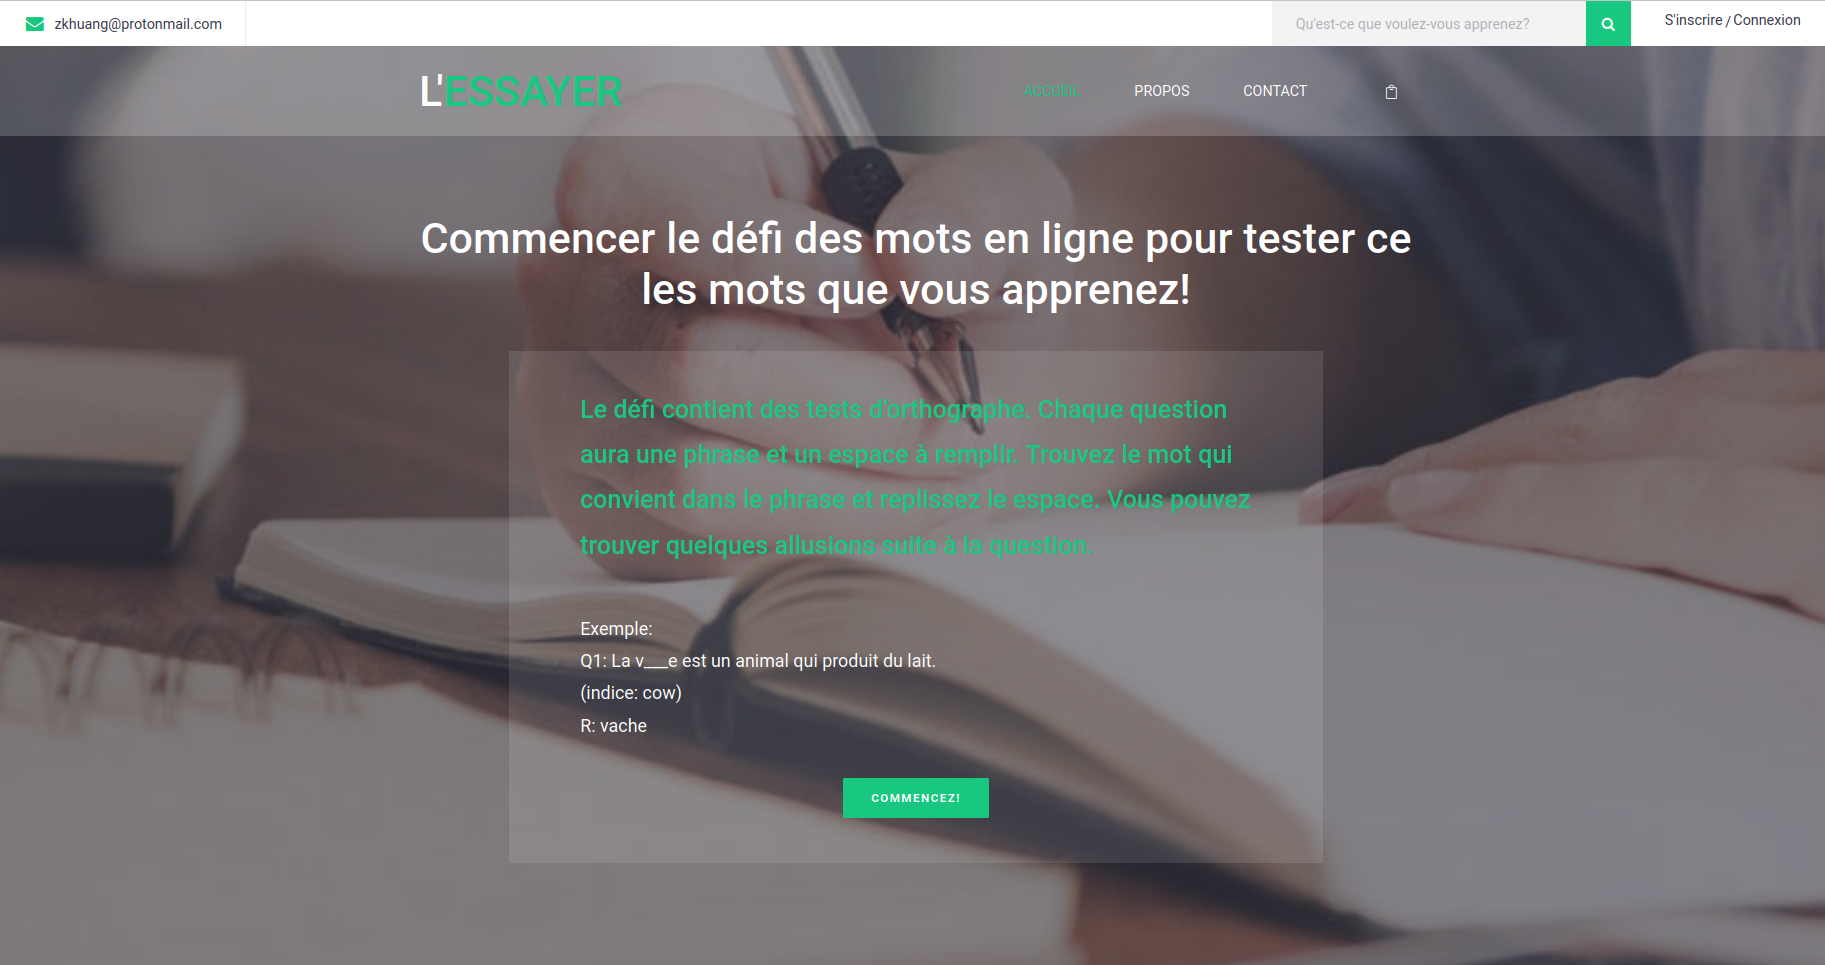 zkhuang@protonmail.com
Qu'est-ce que voulez-vous apprenez?
S'inscrire / Connexion
L'ESSAYER
ACCUEIL
PROPOS
CONTACT
Commencer le défi des mots en ligne pour tester ce
les mots que vous apprenez!
Le défi contient des tests d'orthographe. Chaque question
aura une phrase et un espace à remplir. Trouvez le mot qui
convient dans le phrase et replissez le espace. Vous pouvez
trouver quelques allusions suite à la question.
Exemple:
Q1: La v___e est un animal qui produit du lait.
(indice: cow)
R: vache
COMMENCEZ!